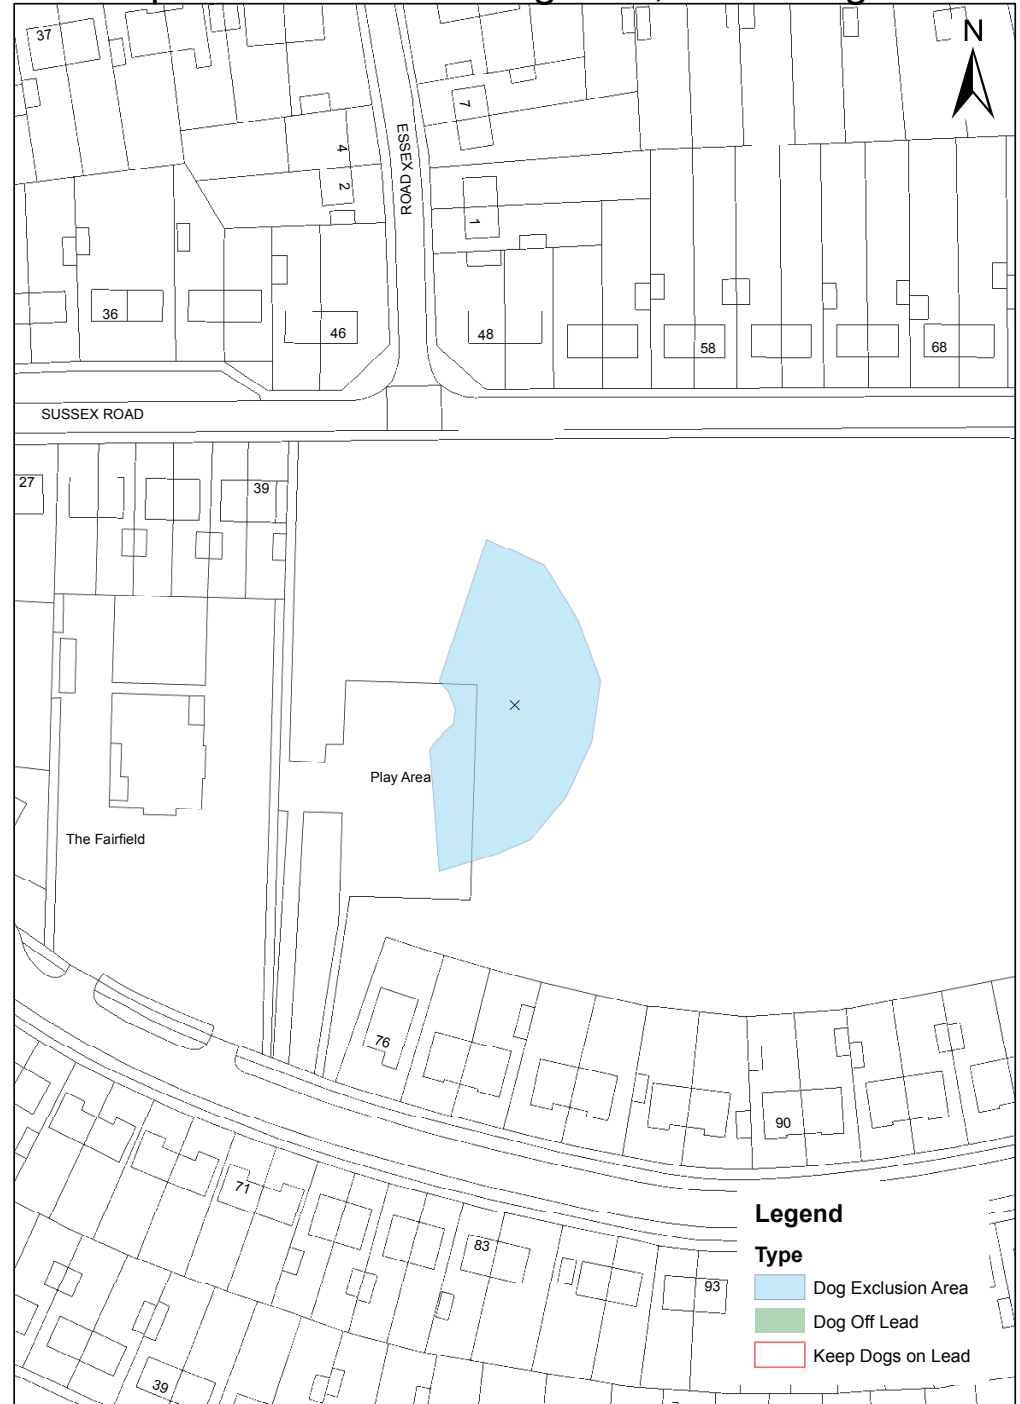 37
N
7
ESSEX
ROAD
4
2
1
36
46
48
58
68
SUSSEX ROAD
27
39
Play Area
The Fairfield
76
90
71
83
93
39
Legend
Type
Dog Exclusion Area
Dog Off Lead
Keep Dogs on Lead